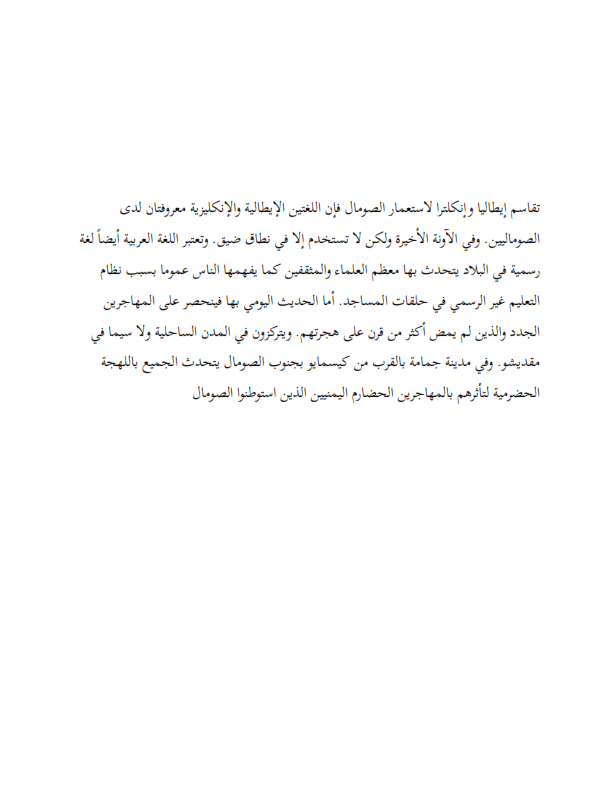 تقاسم إيطاليا وإنكلترا لاستعمار الصومال فإن اللغتين الإيطالية والإنكليزية معروفتان لدى
الصوماليين. وفي الآونة الأخيرة ولكن لا تستخدم إلا في نطاق ضيق. وتعتبر اللغة العربية أيضاً لغة
رسمية في البلاد يتحدث بها معظم العلماء والمثقفين كما يفهمها الناس عموما بسبب نظام
التعليم غير الرسمي في حلقات المساجد. أما الحديث اليومي بها فينحصر على المهاجرين
الجدد والذين لم يمض أكثر من قرن على هجرتهم. ويتركزون في المدن الساحلية ولا سيما في
مقديشو. وفي مدينة جمامة بالقرب من كيسمايو بجنوب الصومال يتحدث الجميع باللهجة
الحضرمية لتأثرهم بالمهاجرين الحضارم اليمنيين الذين استوطنوا الصومال